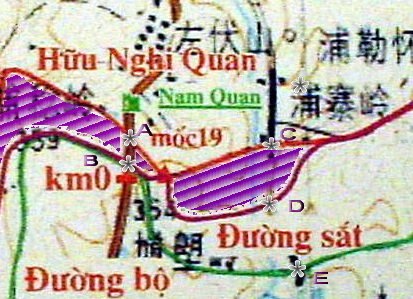 左伏山
浦勒怀
Hữu Nghị Quan
Nam Quan
浦寨岭
A
mốc19
C
B
km0
D
Đường sắt
Đường bộ
E